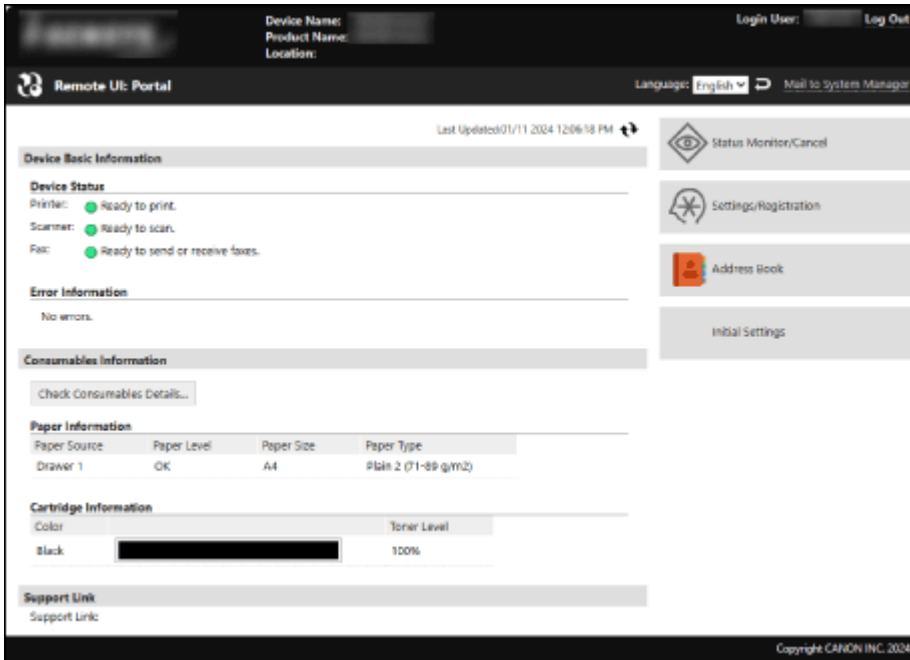 Device Name:
Product Name:
Location:
Login User:
Log Out
Remote UI: Portal
Language: English
Mail to System Manager
Last Updated:01/11 2024 12:06:18 PM
Device Basic Information
Device Status
Printer: Ready to print.
Scanner: Ready to scan.
Fax: Ready to send or receive faxes.
Error Information
No errors.
Consumables Information
Check Consumables Details...
Paper Information
Paper Source Paper Level Paper Size Paper Type
Drawer 1 OK A4 Plain 2 (71-89 g/m2)
Cartridge Information
Color Toner Level
Black 100%
Support Link
Support Link:
Status Monitor/Cancel
Settings/Registration
Address Book
Initial Settings
Copyright CANON INC. 2024